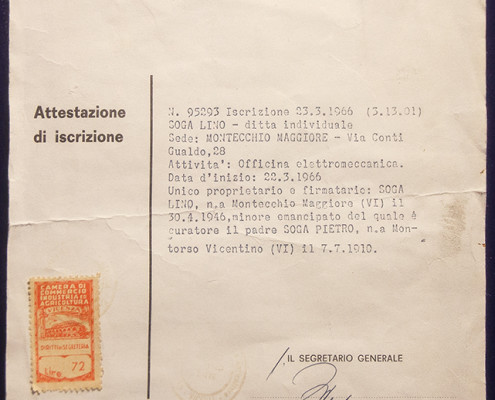 Attestazione
di iscrizione
N. 95293 Iscrizione 23.3.1966 (5.13.01)
SOGA LINO - ditta individuale
Sede: MONTECCHIO MAGGIORE - Via Conti
Gualdo,28
Attivita': Officina elettromeccanica.
Data d'inizio: 22.3.1966
Unico proprietario e firmatario: SOGA
LINO, n.a Montecchio Maggiore (VI) il
30.4.1946,minore emancipato del quale è
curatore il padre SOGA PIETRO, n.a Mon-
torso Vicentino (VI) il 7.7.1910.
CAMERA DI
COMMERCIO
INDUSTRIA ED
AGRICOLTURA
VICENZA
DIRITTI di SEGRETERIA
Lire 72
IL SEGRETARIO GENERALE